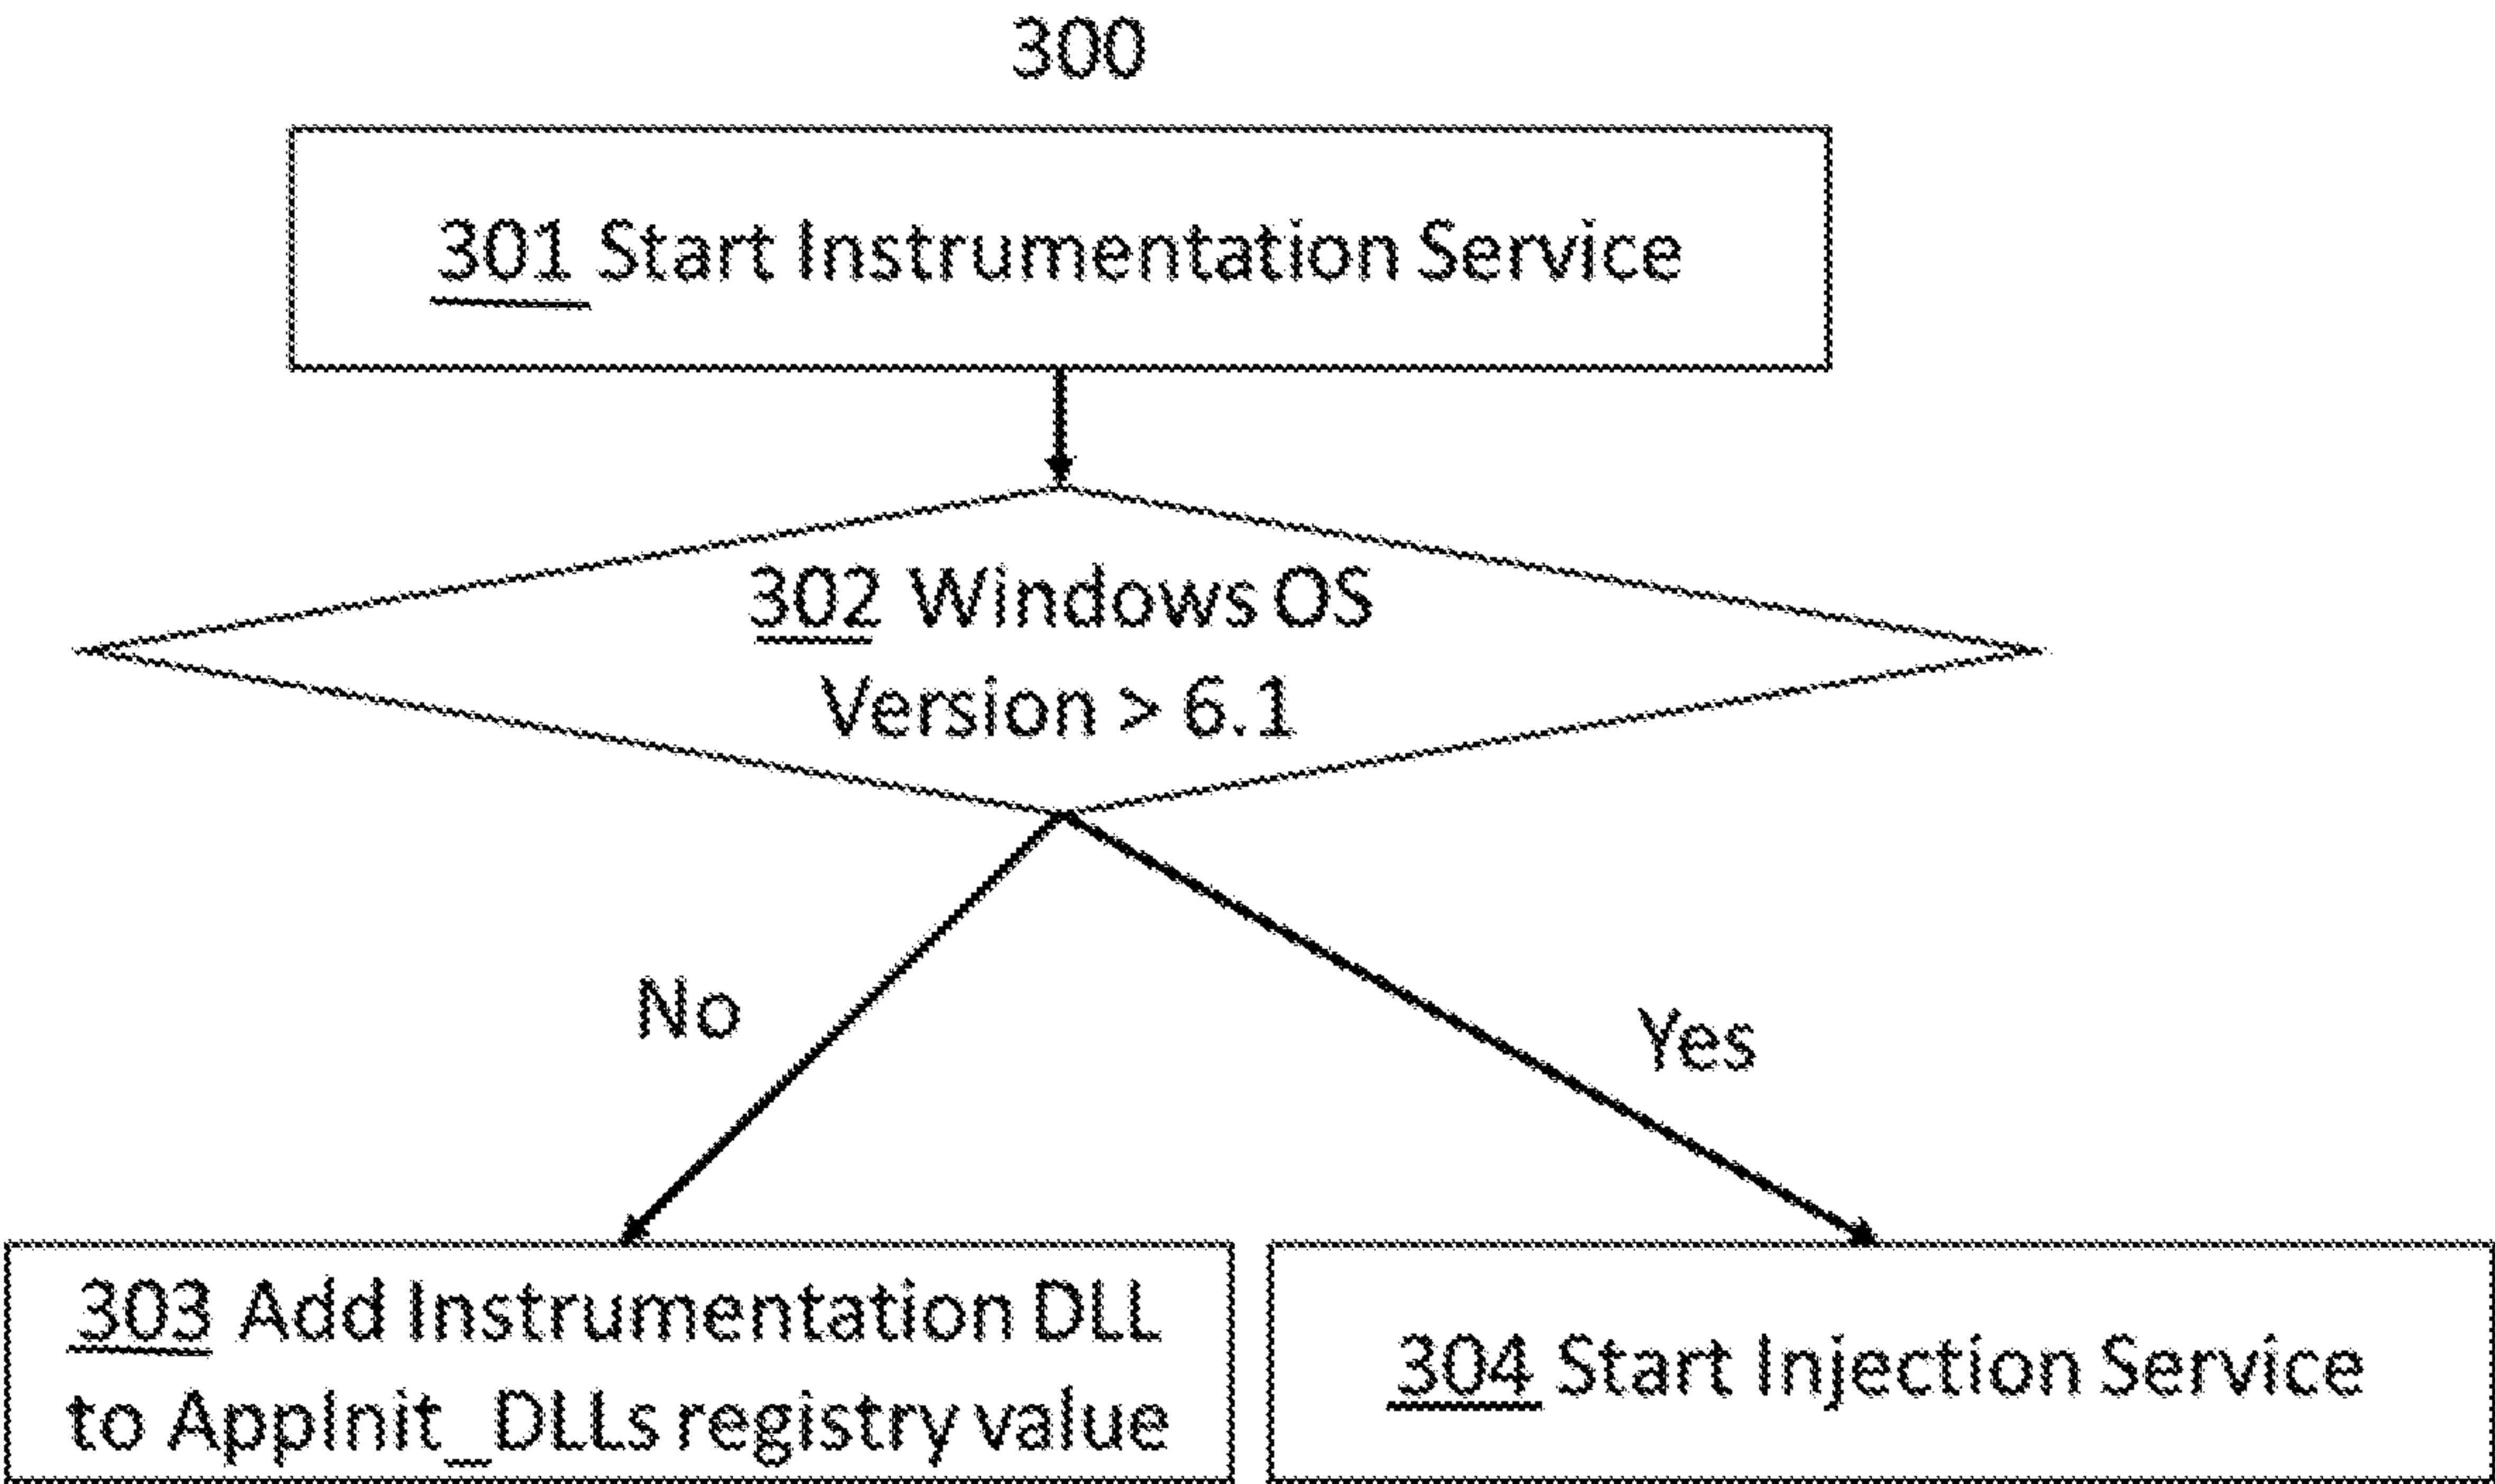 300
301 Start Instrumentation Service
302 Windows OS
Version > 6.1
No
Yes
303 Add Instrumentation DLL
to AppInit_DLLs registry value
304 Start Injection Service